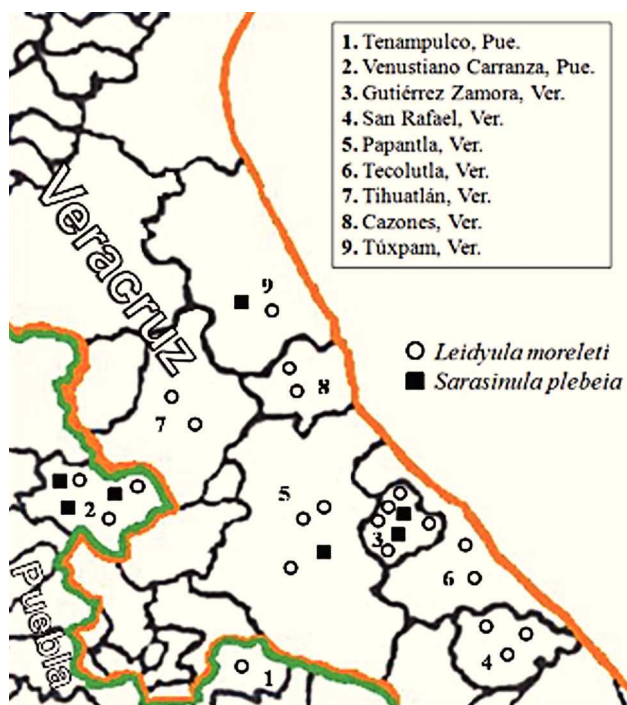 1. Tenampulco, Pue.
2. Venustiano Carranza, Pue.
3. Gutiérrez Zamora, Ver.
4. San Rafael, Ver.
5. Papantla, Ver.
6. Tecolutla, Ver.
7. Tihuatlán, Ver.
8. Cazones, Ver.
9. Túxpam, Ver.
Veracruz
9
Leidyula moreleti
Sarasinula plebeia
8
7
5
2
3
6
Puebla
4
1